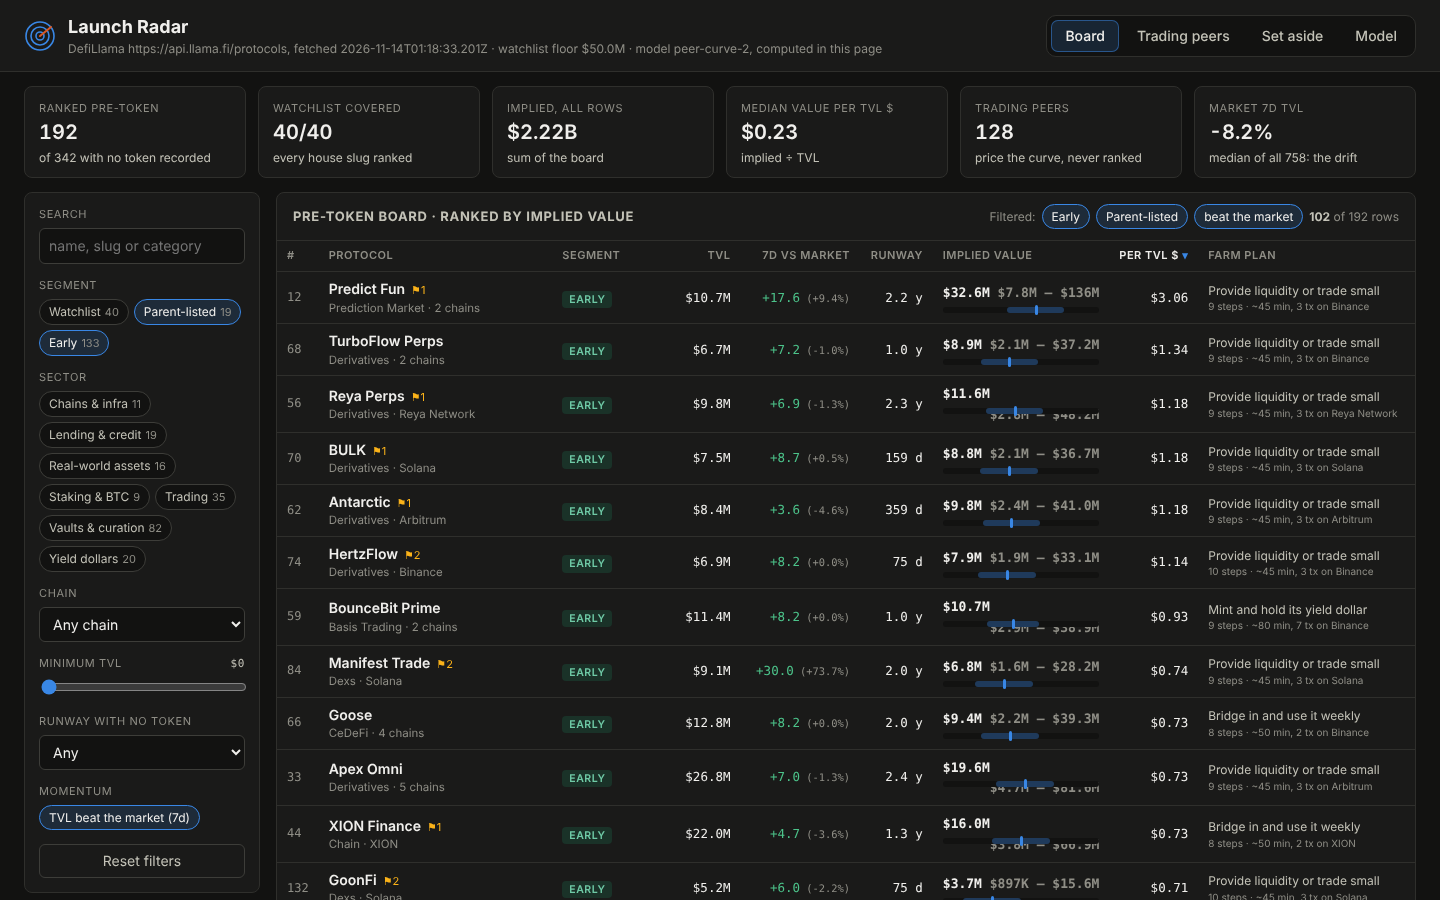 Launch Radar
DefiLlama https://api.llama.fi/protocols, fetched 2026-11-14T01:18:33.201Z · watchlist floor $50.0M · model peer-curve-2, computed in this page
Board
Trading peers
Set aside
Model
RANKED PRE-TOKEN
192
of 342 with no token recorded
WATCHLIST COVERED
40/40
every house slug ranked
IMPLIED, ALL ROWS
$2.22B
sum of the board
MEDIAN VALUE PER TVL $
$0.23
implied ÷ TVL
TRADING PEERS
128
price the curve, never ranked
MARKET 7D TVL
-8.2%
median of all 758: the drift
SEARCH
name, slug or category
SEGMENT
Watchlist 40
Parent-listed 19
Early 133
SECTOR
Chains & infra 11
Lending & credit 19
Real-world assets 16
Staking & BTC 9
Trading 35
Vaults & curation 82
Yield dollars 20
CHAIN
Any chain
MINIMUM TVL $0
RUNWAY WITH NO TOKEN
Any
MOMENTUM
TVL beat the market (7d)
Reset filters
PRE-TOKEN BOARD · RANKED BY IMPLIED VALUE
Filtered: Early Parent-listed beat the market 102 of 192 rows
# PROTOCOL SEGMENT TVL 7D VS MARKET RUNWAY IMPLIED VALUE PER TVL $ ▼ FARM PLAN
12 Predict Fun ⚑1 EARLY $10.7M +17.6 (+9.4%) 2.2 y $32.6M $7.8M — $136M $3.06 Provide liquidity or trade small
Prediction Market · 2 chains 9 steps · ~45 min, 3 tx on Binance
68 TurboFlow Perps EARLY $6.7M +7.2 (-1.0%) 1.0 y $8.9M $2.1M — $37.2M $1.34 Provide liquidity or trade small
Derivatives · 2 chains 9 steps · ~45 min, 3 tx on Binance
56 Reya Perps ⚑1 EARLY $9.8M +6.9 (-1.3%) 2.3 y $11.6M $1.18 Provide liquidity or trade small
Derivatives · Reya Network $2.8M — $48.2M 9 steps · ~45 min, 3 tx on Reya Network
70 BULK ⚑1 EARLY $7.5M +8.7 (+0.5%) 159 d $8.8M $2.1M — $36.7M $1.18 Provide liquidity or trade small
Derivatives · Solana 9 steps · ~45 min, 3 tx on Solana
62 Antarctic ⚑1 EARLY $8.4M +3.6 (-4.6%) 359 d $9.8M $2.4M — $41.0M $1.18 Provide liquidity or trade small
Derivatives · Arbitrum 9 steps · ~45 min, 3 tx on Arbitrum
74 HertzFlow ⚑2 EARLY $6.9M +8.2 (+0.0%) 75 d $7.9M $1.9M — $33.1M $1.14 Provide liquidity or trade small
Derivatives · Binance 10 steps · ~45 min, 3 tx on Binance
59 BounceBit Prime EARLY $11.4M +8.2 (+0.0%) 1.0 y $10.7M $0.93 Mint and hold its yield dollar
Basis Trading · 2 chains 9 steps · ~80 min, 7 tx on Binance
84 Manifest Trade ⚑2 EARLY $9.1M +30.0 (+73.7%) 2.0 y $6.8M $1.6M — $28.2M $0.74 Provide liquidity or trade small
Dexs · Solana 9 steps · ~45 min, 3 tx on Solana
66 Goose EARLY $12.8M +8.2 (+0.0%) 2.0 y $9.4M $2.2M — $39.3M $0.73 Bridge in and use it weekly
CeDeFi · 4 chains 8 steps · ~50 min, 2 tx on Binance
33 Apex Omni EARLY $26.8M +7.0 (-1.3%) 2.4 y $19.6M $0.73 Provide liquidity or trade small
Derivatives · 5 chains 9 steps · ~45 min, 3 tx on Arbitrum
44 XION Finance ⚑1 EARLY $22.0M +4.7 (-3.6%) 1.3 y $16.0M $0.73 Bridge in and use it weekly
Chain · XION 8 steps · ~50 min, 2 tx on XION
132 GoonFi ⚑2 EARLY $5.2M +6.0 (-2.2%) 75 d $3.7M $897K — $15.6M $0.71 Provide liquidity or trade small
Dexs · Solana 10 steps · ~45 min, 3 tx on Solana